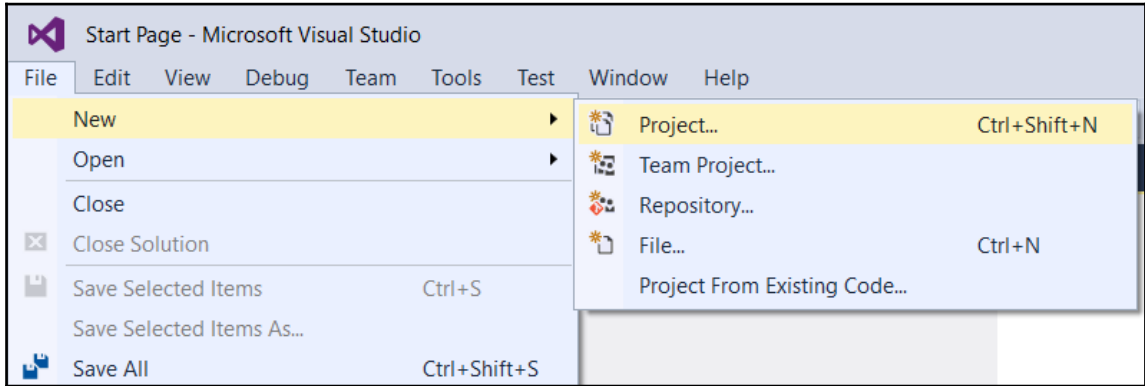 Start Page - Microsoft Visual Studio
File Edit View Debug Team Tools Test Window Help
New
Open
Close
Close Solution
Save Selected Items Ctrl+S
Save Selected Items As...
Save All Ctrl+Shift+S
Project... Ctrl+Shift+N
Team Project...
Repository...
File... Ctrl+N
Project From Existing Code...